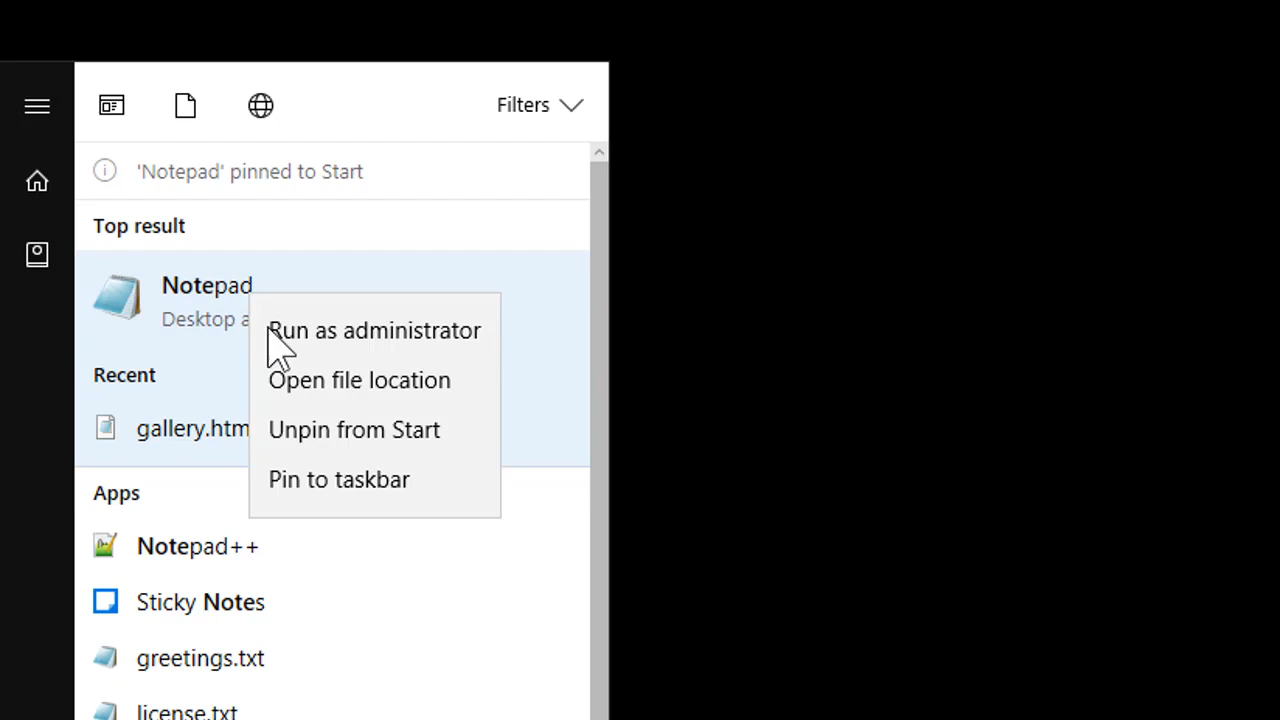 Filters
'Notepad' pinned to Start
Top result
Notepad
Desktop a
Run as administrator
Open file location
Unpin from Start
Pin to taskbar
Recent
gallery.htm
Apps
Notepad++
Sticky Notes
greetings.txt
license.txt